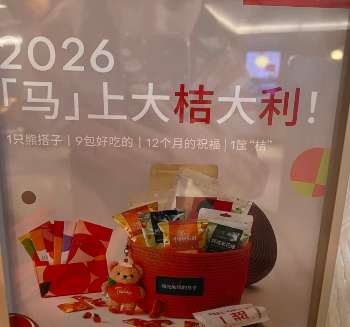 2026
「马」上大桔大利！
1只熊搭子 | 9包好吃的 | 12个月的祝福 | 1筐“桔”